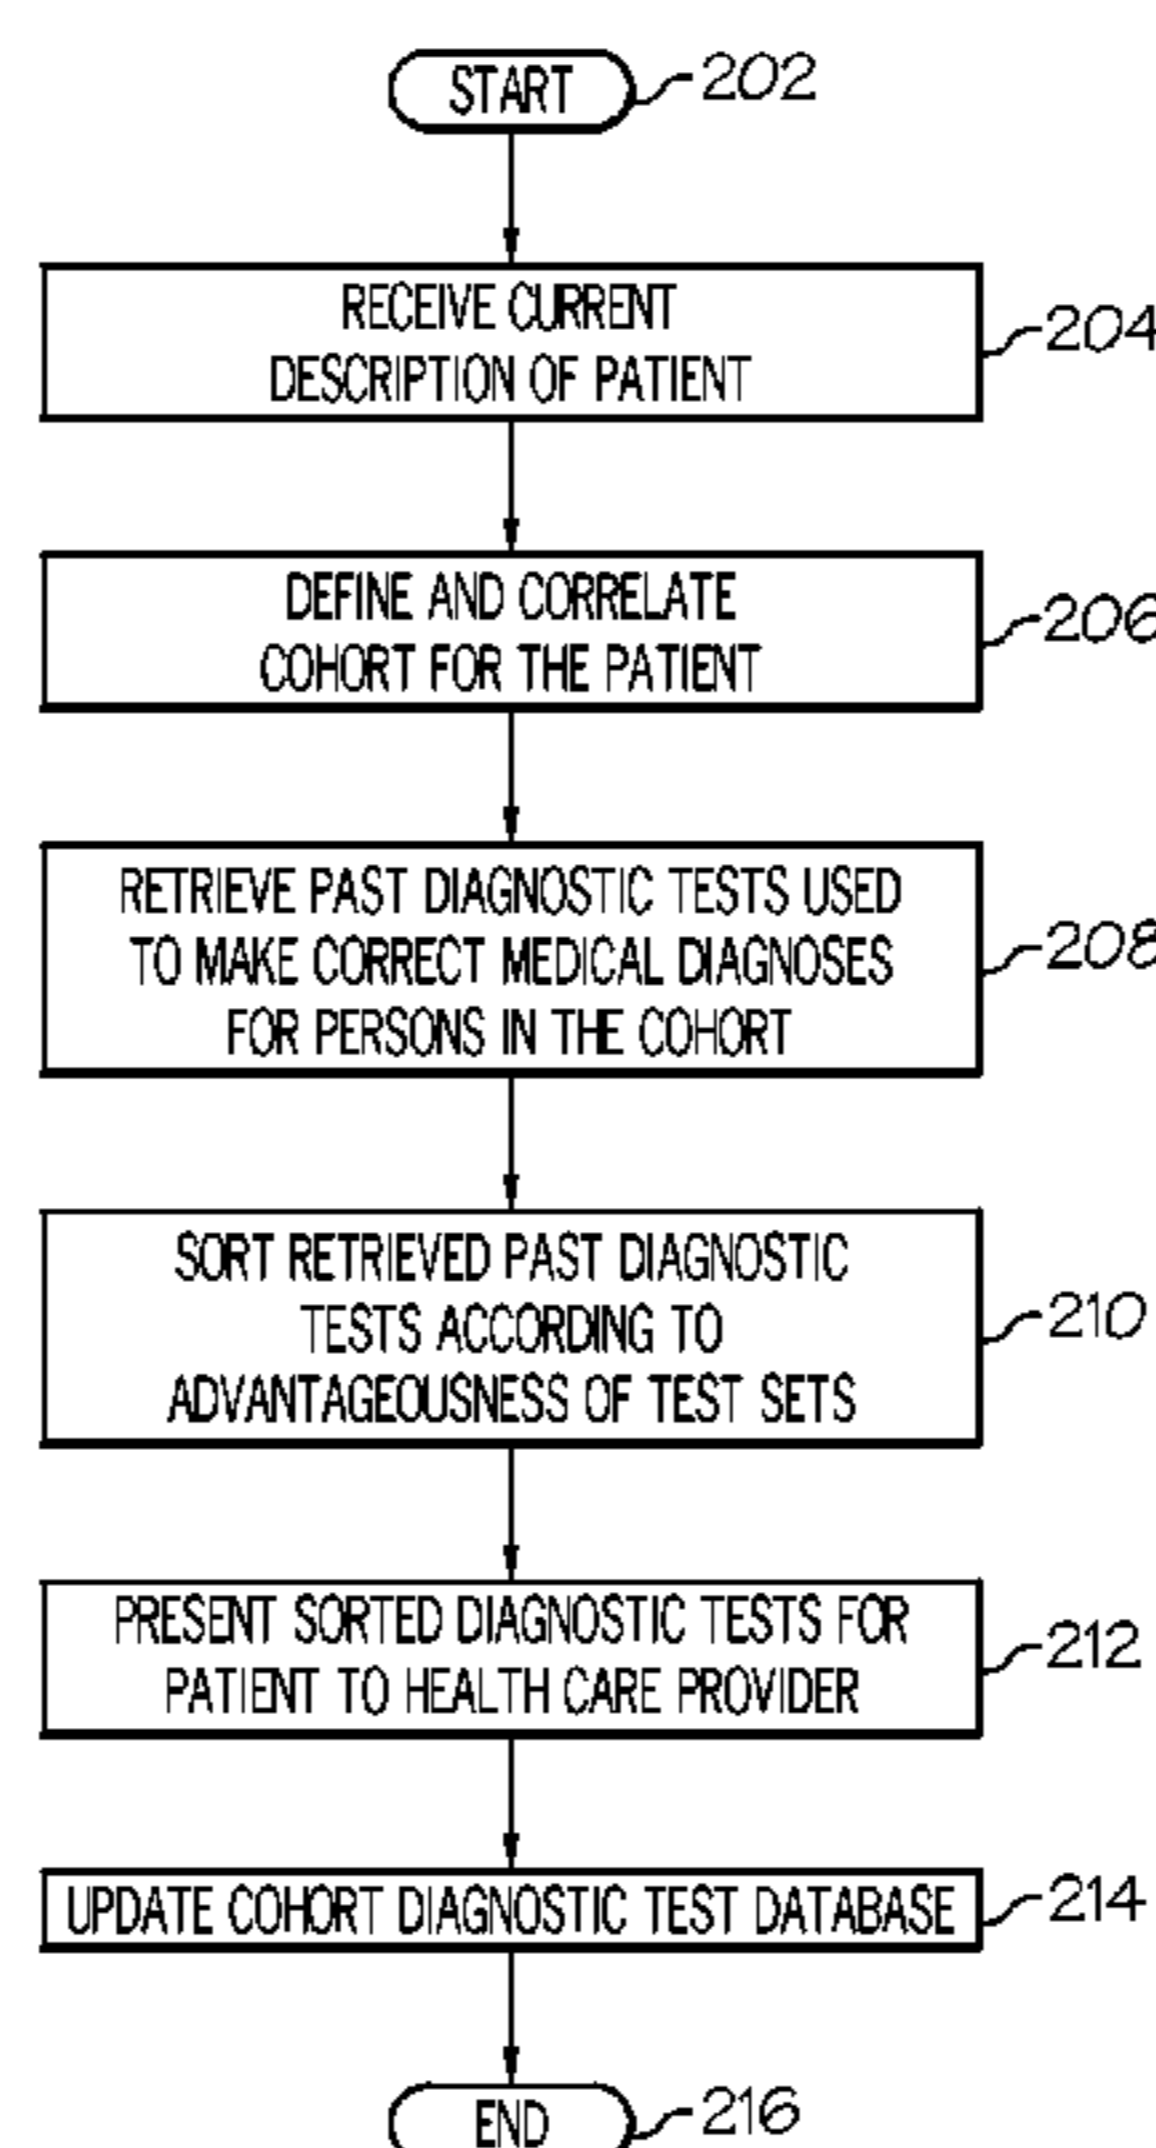 START
202
RECEIVE CURRENT
DESCRIPTION OF PATIENT
204
DEFINE AND CORRELATE
COHORT FOR THE PATIENT
206
RETRIEVE PAST DIAGNOSTIC TESTS USED
TO MAKE CORRECT MEDICAL DIAGNOSES
FOR PERSONS IN THE COHORT
208
SORT RETRIEVED PAST DIAGNOSTIC
TESTS ACCORDING TO
ADVANTAGEOUSNESS OF TEST SETS
210
PRESENT SORTED DIAGNOSTIC TESTS FOR
PATIENT TO HEALTH CARE PROVIDER
212
UPDATE COHORT DIAGNOSTIC TEST DATABASE
214
END
216